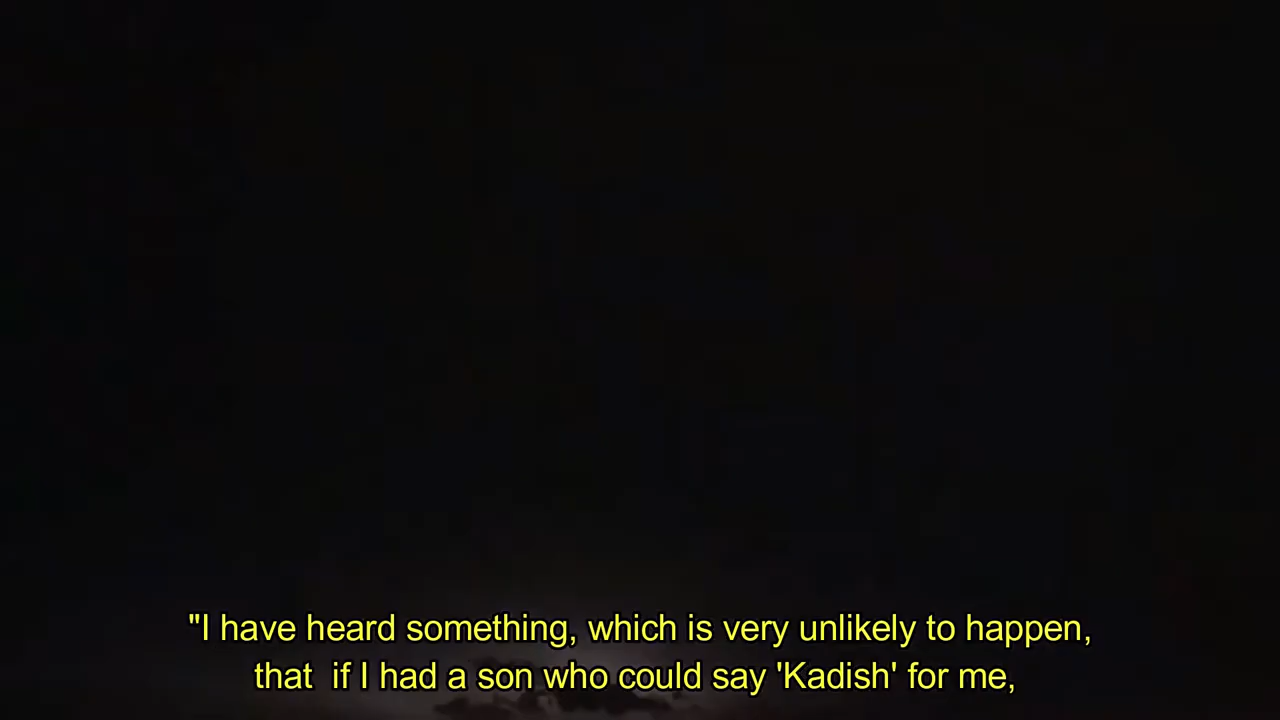 "I have heard something, which is very unlikely to happen,
that  if I had a son who could say 'Kadish' for me,